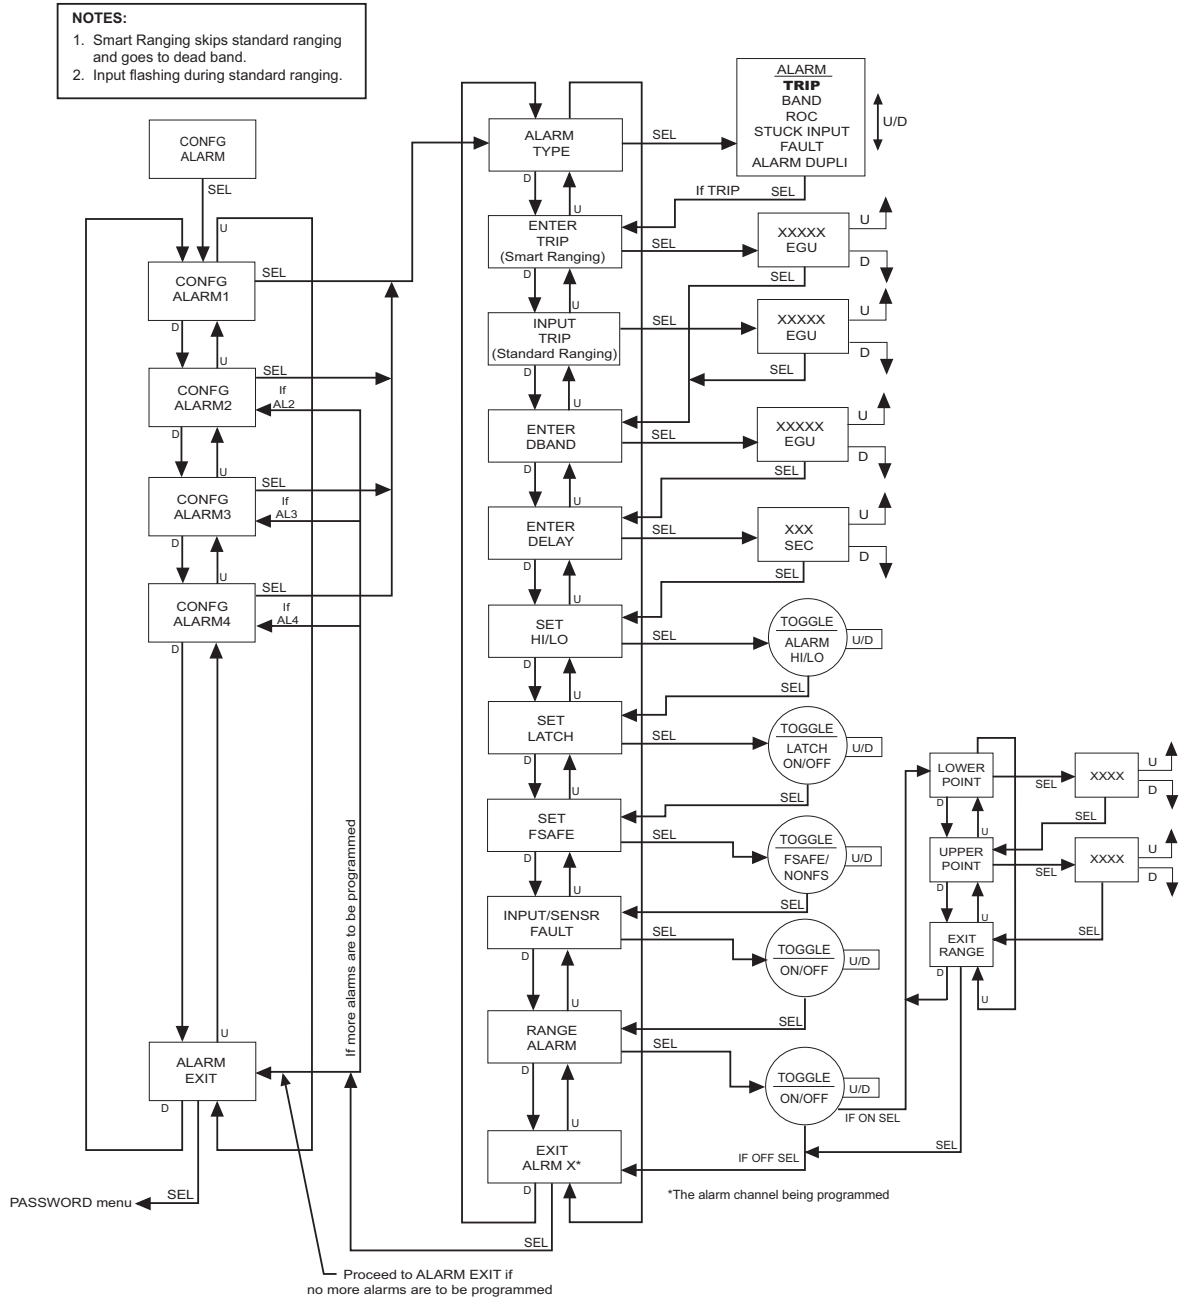 NOTES:
1. Smart Ranging skips standard ranging
and goes to dead band.
2. Input flashing during standard ranging.
CONFG
ALARM
SEL
U
CONFG
ALARM1
SEL
D
U
CONFG
ALARM2
SEL
If
AL2
D
U
CONFG
ALARM3
SEL
If
AL3
D
U
CONFG
ALARM4
SEL
If
AL4
D
If more alarms are to be programmed
U
ALARM
EXIT
D
SEL
PASSWORD menu
Proceed to ALARM EXIT if
no more alarms are to be programmed
ALARM
TYPE
SEL
ALARM
TRIP
BAND
ROC
STUCK INPUT
FAULT
ALARM DUPLI
U/D
D
U
If TRIP
SEL
ENTER
TRIP
(Smart Ranging)
SEL
XXXXX
EGU
U
D
SEL
D
U
INPUT
TRIP
(Standard Ranging)
SEL
XXXXX
EGU
U
D
SEL
D
U
ENTER
DBAND
SEL
XXXXX
EGU
U
D
SEL
D
U
ENTER
DELAY
SEL
XXX
SEC
U
D
SEL
D
U
SET
HI/LO
SEL
TOGGLE
ALARM
HI/LO
U/D
SEL
D
U
SET
LATCH
SEL
TOGGLE
LATCH
ON/OFF
U/D
SEL
D
U
SET
FSAFE
SEL
TOGGLE
FSAFE/
NONFS
U/D
SEL
D
U
INPUT/SENSR
FAULT
SEL
TOGGLE
ON/OFF
U/D
SEL
D
U
RANGE
ALARM
SEL
TOGGLE
ON/OFF
U/D
IF ON SEL
D
U
EXIT
ALRM X*
IF OFF SEL
SEL
D
SEL
*The alarm channel being programmed
LOWER
POINT
SEL
XXXX
U
D
SEL
D
U
UPPER
POINT
SEL
XXXX
U
D
SEL
D
U
EXIT
RANGE
D
U